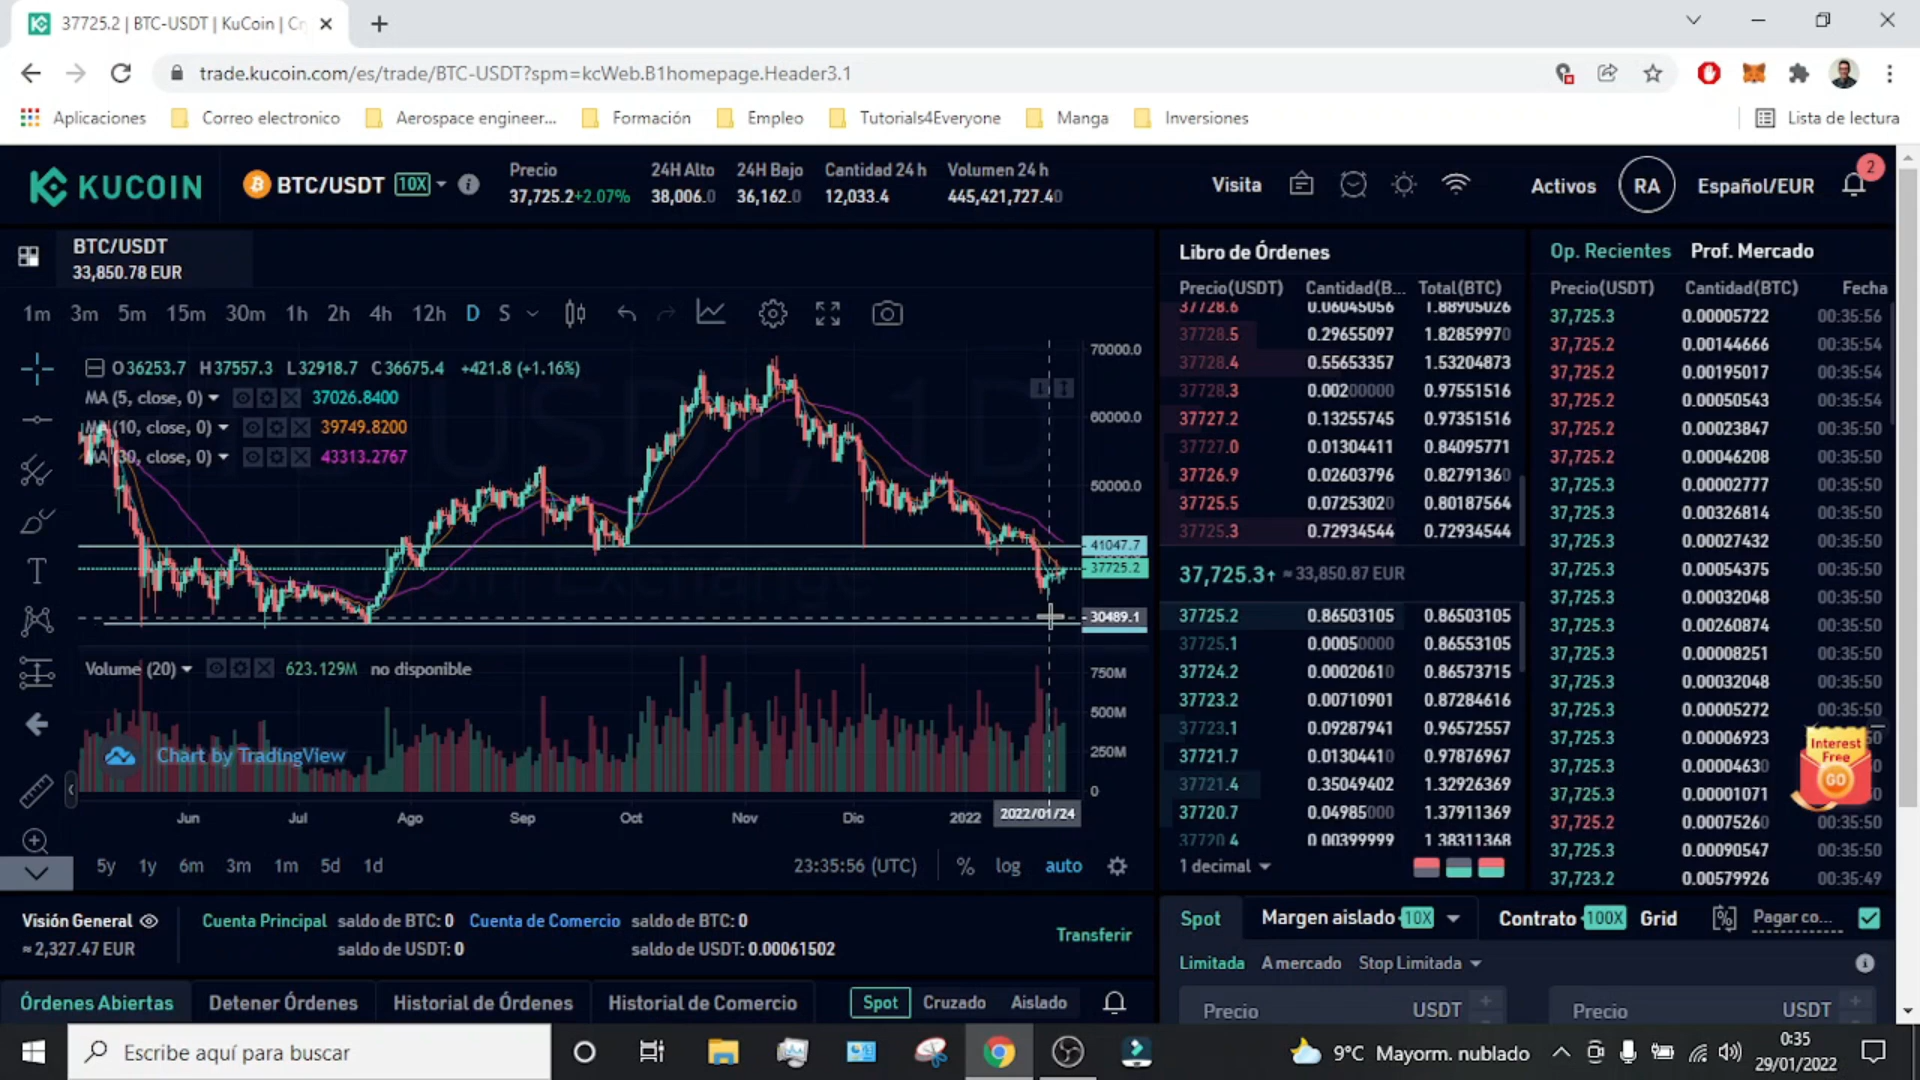 37725.2 | BTC-USDT | KuCoin | Cr
trade.kucoin.com/es/trade/BTC-USDT?spm=kcWeb.B1homepage.Header3.1
Aplicaciones Correo electronico Aerospace engineer... Formación Empleo Tutorials4Everyone Manga Inversiones Lista de lectura
KUCOIN
BTC/USDT 10X
Precio 24H Alto 24H Bajo Cantidad 24 h Volumen 24 h
37,725.2+2.07% 38,006.0 36,162.0 12,033.4 445,421,727.40
Visita Activos RA Español/EUR 2
BTC/USDT
33,850.78 EUR
1m 3m 5m 15m 30m 1h 2h 4h 12h D S
O36253.7 H37557.3 L32918.7 C36675.4 +421.8 (+1.16%)
MA (5, close, 0) 37026.8400
MA (10, close, 0) 39749.8200
MA (30, close, 0) 43313.2767
70000.0
60000.0
50000.0
41047.7
37725.2
30489.1
Volume (20) 623.129M no disponible
750M
500M
250M
0
Chart by TradingView
Jun Jul Ago Sep Oct Nov Dic 2022 2022/01/24
5y 1y 6m 3m 1m 5d 1d 23:35:56 (UTC) % log auto
Libro de Órdenes
Precio(USDT) Cantidad(B... Total(BTC)
37728.6 0.06045056 1.88905026
37728.5 0.29655097 1.82859970
37728.4 0.55653357 1.53204873
37728.3 0.00200000 0.97551516
37727.2 0.13255745 0.97351516
37727.0 0.01304411 0.84095771
37726.9 0.02603796 0.82791360
37725.5 0.07253020 0.80187564
37725.3 0.72934544 0.72934544
37,725.3↑ ≈33,850.87 EUR
37725.2 0.86503105 0.86503105
37725.1 0.00050000 0.86553105
37724.2 0.00020610 0.86573715
37723.2 0.00710901 0.87284616
37723.1 0.09287941 0.96572557
37721.7 0.01304410 0.97876967
37721.4 0.35049402 1.32926369
37720.7 0.04985000 1.37911369
37720.4 0.00399999 1.38311368
1 decimal
Op. Recientes Prof. Mercado
Precio(USDT) Cantidad(BTC) Fecha
37,725.3 0.00005722 00:35:56
37,725.2 0.00144666 00:35:54
37,725.2 0.00195017 00:35:54
37,725.2 0.00050543 00:35:54
37,725.2 0.00023847 00:35:50
37,725.2 0.00046208 00:35:50
37,725.3 0.00002777 00:35:50
37,725.3 0.00326814 00:35:50
37,725.3 0.00027432 00:35:50
37,725.3 0.00054375 00:35:50
37,725.3 0.00032048 00:35:50
37,725.3 0.00260874 00:35:50
37,725.3 0.00008251 00:35:50
37,725.3 0.00032048 00:35:50
37,725.3 0.00005272 00:35:50
37,725.3 0.00006923
37,725.3 0.00004630
37,725.3 0.00001071
37,725.2 0.00075260 00:35:50
37,725.3 0.00090547 00:35:50
37,723.2 0.00579926 00:35:49
Interest
Free
GO
Visión General Cuenta Principal saldo de BTC: 0 Cuenta de Comercio saldo de BTC: 0
≈ 2,327.47 EUR saldo de USDT: 0 saldo de USDT: 0.00061502
Transferir
Órdenes Abiertas Detener Órdenes Historial de Órdenes Historial de Comercio Spot Cruzado Aislado
Spot Margen aislado 10X Contrato 100X Grid Pagar co...
Limitada A mercado Stop Limitada
Precio USDT Precio USDT
Escribe aquí para buscar
9°C Mayorm. nublado
0:35
29/01/2022